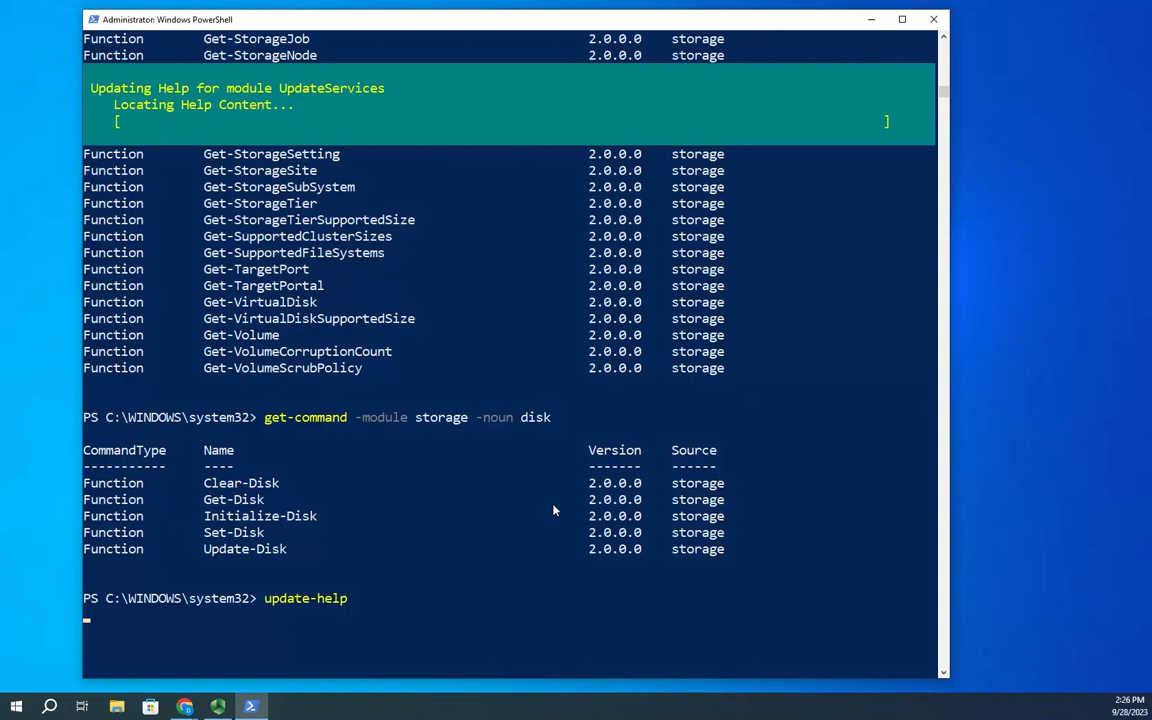 Administrator: Windows PowerShell
Function Get-StorageJob 2.0.0.0 storage
Function Get-StorageNode 2.0.0.0 storage
Updating Help for module UpdateServices
Locating Help Content...
[ ]
Function Get-StorageSetting 2.0.0.0 storage
Function Get-StorageSite 2.0.0.0 storage
Function Get-StorageSubSystem 2.0.0.0 storage
Function Get-StorageTier 2.0.0.0 storage
Function Get-StorageTierSupportedSize 2.0.0.0 storage
Function Get-SupportedClusterSizes 2.0.0.0 storage
Function Get-SupportedFileSystems 2.0.0.0 storage
Function Get-TargetPort 2.0.0.0 storage
Function Get-TargetPortal 2.0.0.0 storage
Function Get-VirtualDisk 2.0.0.0 storage
Function Get-VirtualDiskSupportedSize 2.0.0.0 storage
Function Get-Volume 2.0.0.0 storage
Function Get-VolumeCorruptionCount 2.0.0.0 storage
Function Get-VolumeScrubPolicy 2.0.0.0 storage
PS C:\WINDOWS\system32> get-command -module storage -noun disk
CommandType Name Version Source
----------- ---- ------- ------
Function Clear-Disk 2.0.0.0 storage
Function Get-Disk 2.0.0.0 storage
Function Initialize-Disk 2.0.0.0 storage
Function Set-Disk 2.0.0.0 storage
Function Update-Disk 2.0.0.0 storage
PS C:\WINDOWS\system32> update-help
2:26 PM
9/28/2023